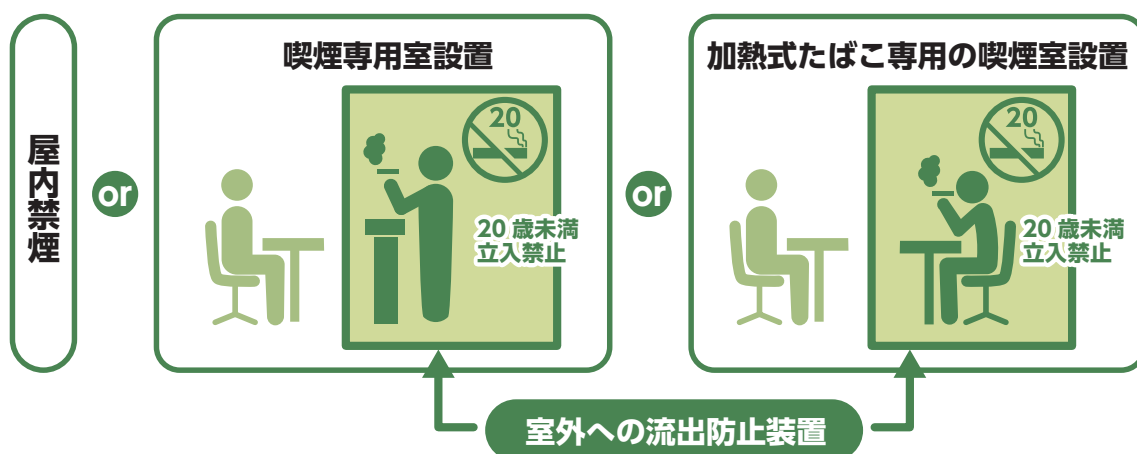 屋内禁煙
or
喫煙専用室設置
20
20 歳未満
立入禁止
or
加熱式たばこ専用の喫煙室設置
20
20 歳未満
立入禁止
室外への流出防止装置